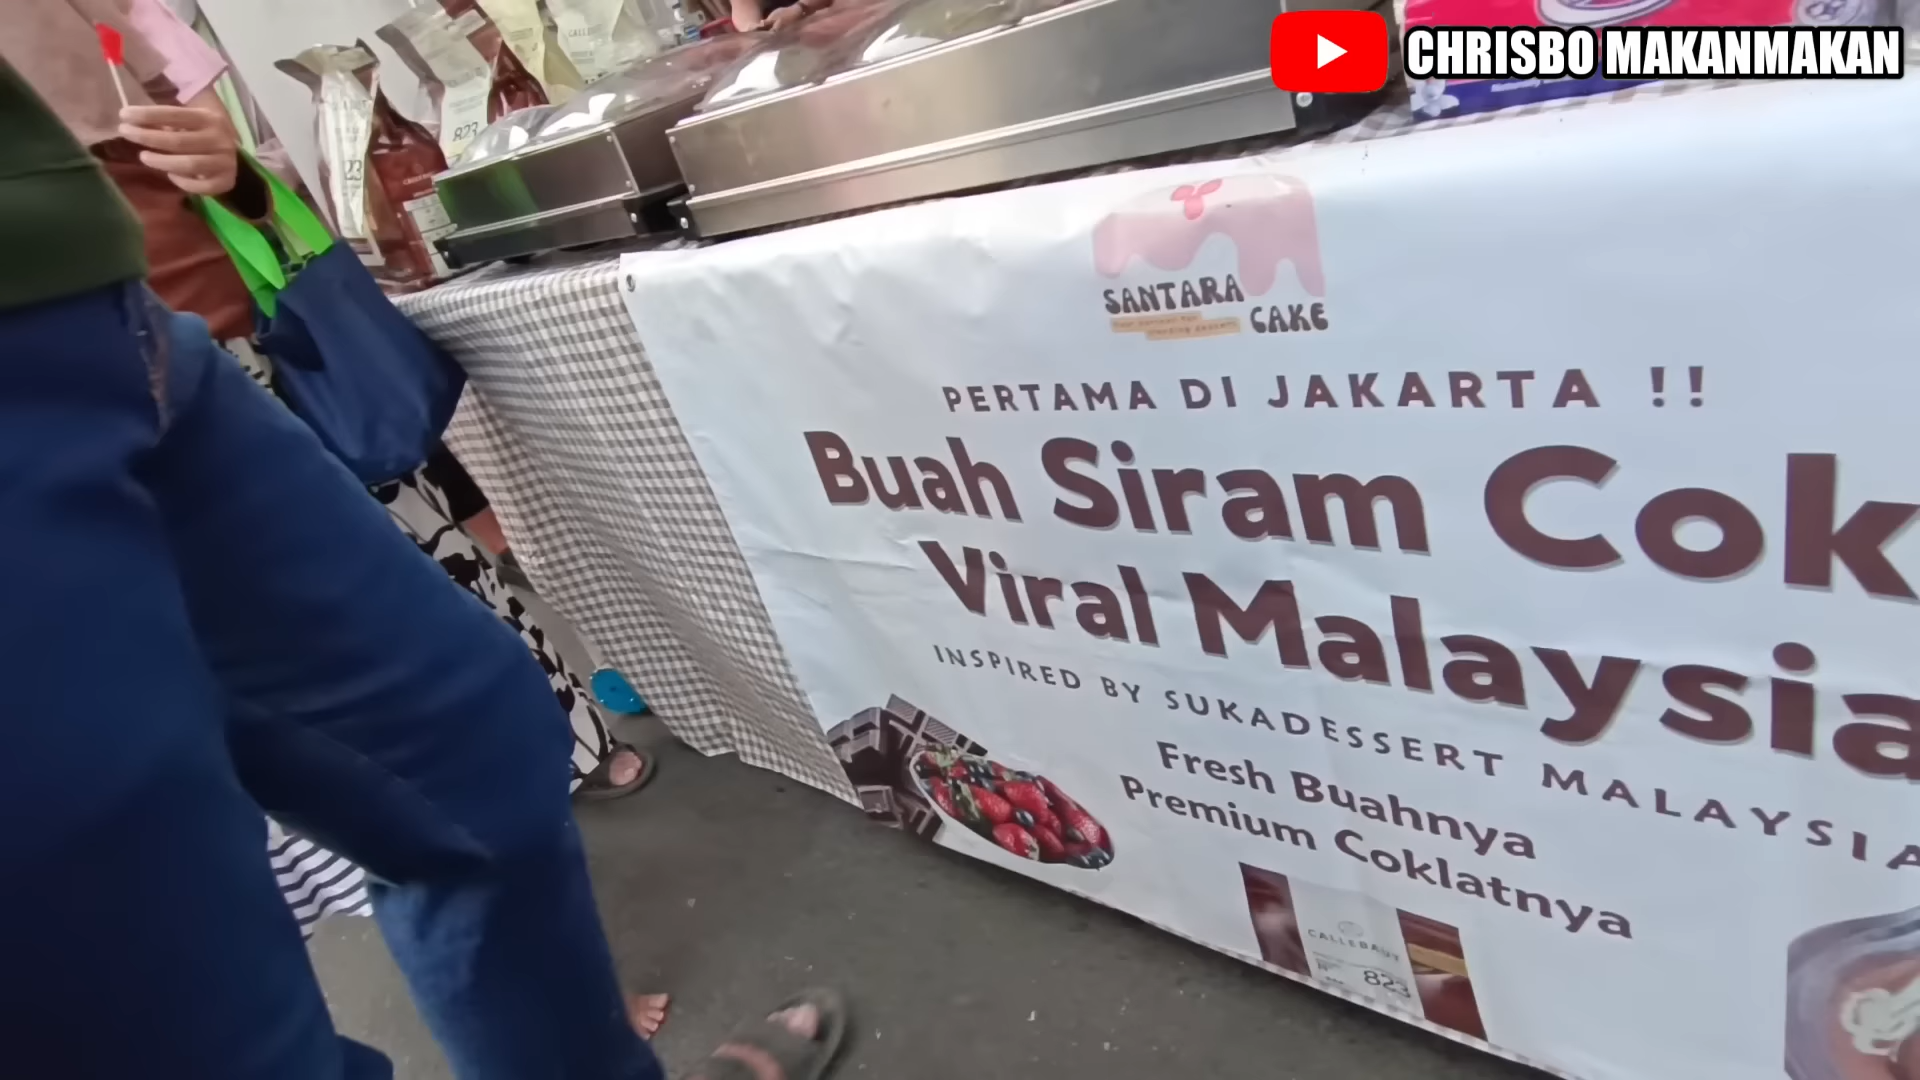 CHRISBO MAKANMAKAN
823
SANTARA
CAKE
PERTAMA DI JAKARTA !!
Buah Siram Cok
Viral Malaysia
INSPIRED BY SUKADESSERT MALAYSIA
Fresh Buahnya
Premium Coklatnya
CALLEBAUT
823